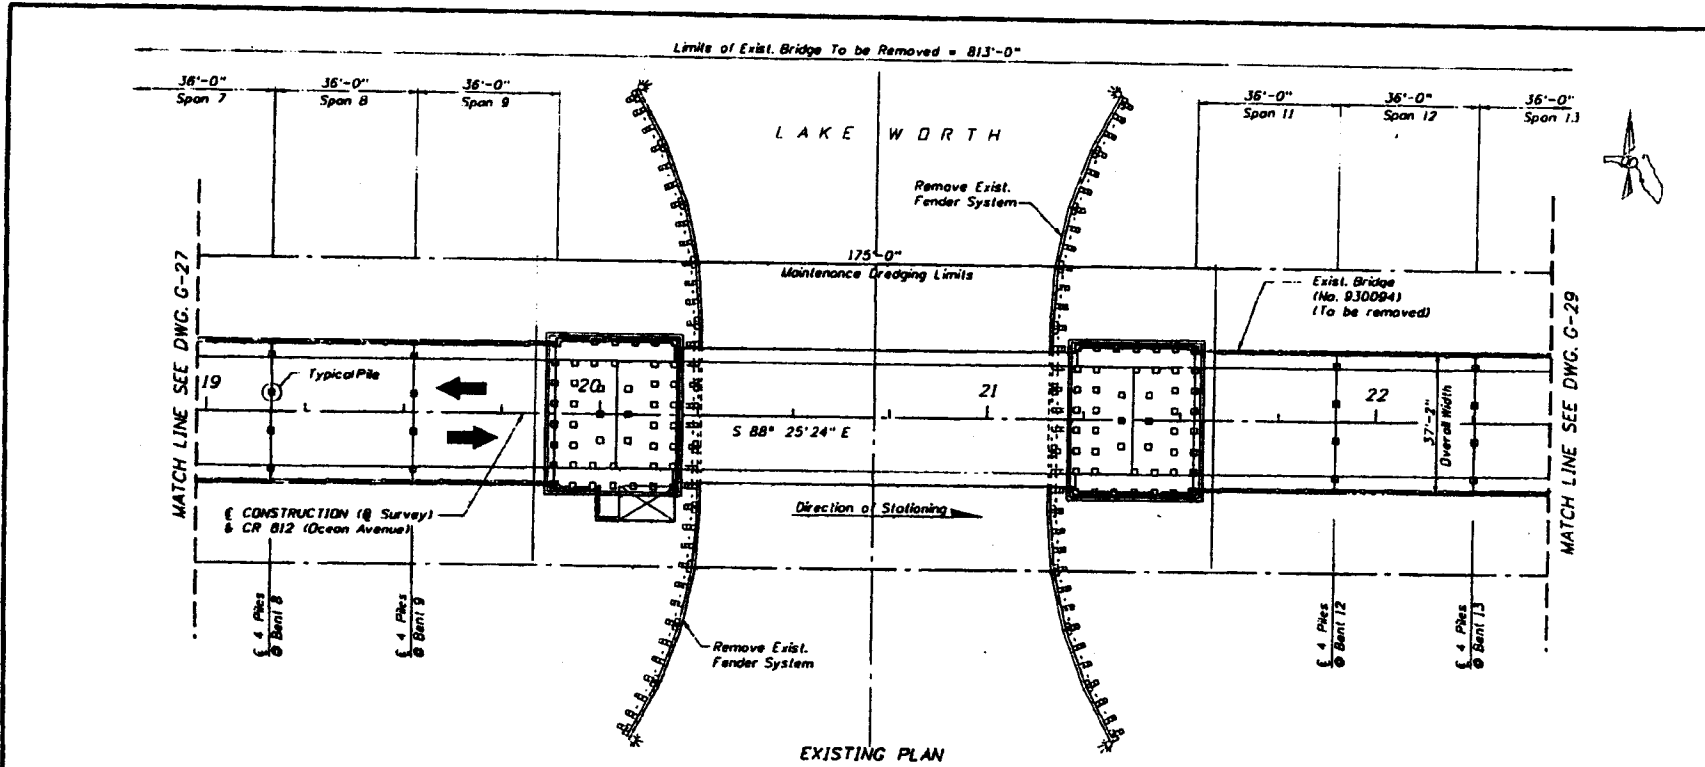 Limits of Exist. Bridge To be Removed = 813'-0"
36'-0"
Span 7
36'-0"
Span 8
36'-0"
Span 9
36'-0"
Span 11
36'-0"
Span 12
36'-0"
Span 13
LAKE WORTH
Remove Exist.
Fender System
175'-0"
Maintenance Dredging Limits
Exist. Bridge
(No. 930094)
(To be removed)
MATCH LINE SEE DWG. G-27
MATCH LINE SEE DWG. G-29
19
Typical Pile
20
21
22
S 88° 25'24" E
37'-2"
Overall Width
Direction of Stationing
℄ CONSTRUCTION (℄ Survey)
& CR 812 (Ocean Avenue)
℄ 4 Piles
@ Bent 8
℄ 4 Piles
@ Bent 9
℄ 4 Piles
@ Bent 12
℄ 4 Piles
@ Bent 13
Remove Exist.
Fender System
EXISTING PLAN